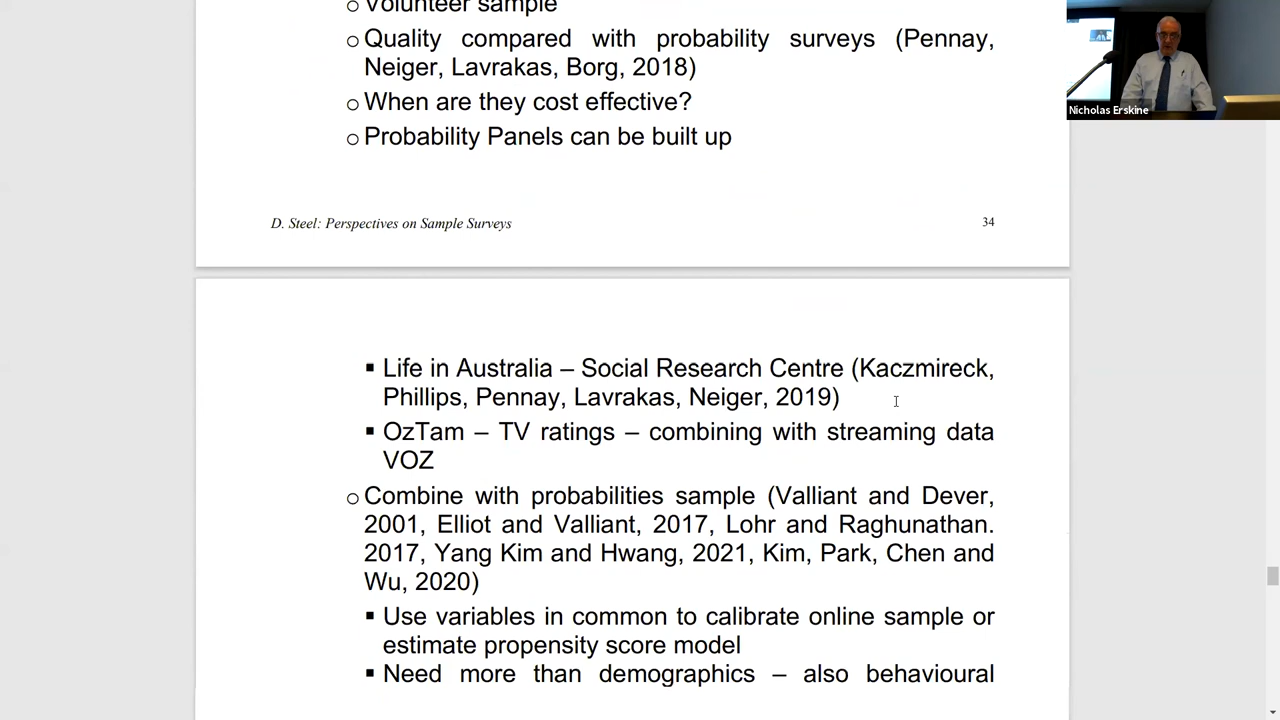 ○ Volunteer sample
○ Quality compared with probability surveys (Pennay,
Neiger, Lavrakas, Borg, 2018)
○ When are they cost effective?
○ Probability Panels can be built up
D. Steel: Perspectives on Sample Surveys 34
▪ Life in Australia – Social Research Centre (Kaczmireck,
Phillips, Pennay, Lavrakas, Neiger, 2019)
▪ OzTam – TV ratings – combining with streaming data
VOZ
○ Combine with probabilities sample (Valliant and Dever,
2001, Elliot and Valliant, 2017, Lohr and Raghunathan.
2017, Yang Kim and Hwang, 2021, Kim, Park, Chen and
Wu, 2020)
▪ Use variables in common to calibrate online sample or
estimate propensity score model
▪ Need more than demographics – also behavioural
Nicholas Erskine